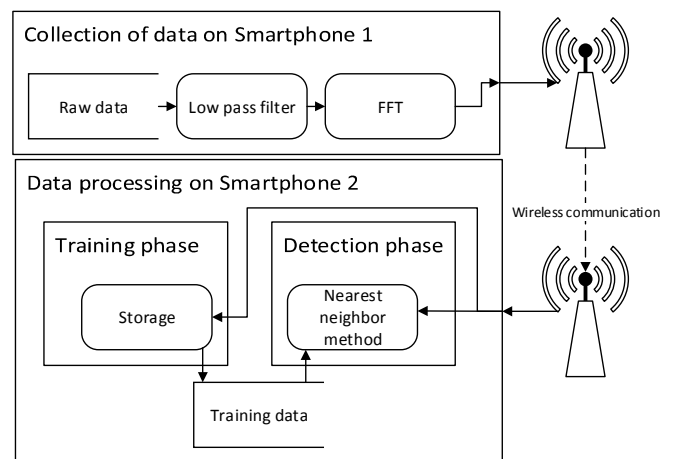 Collection of data on Smartphone 1
Raw data
Low pass filter
FFT
Data processing on Smartphone 2
Wireless communication
Training phase
Detection phase
Storage
Nearest
neighbor
method
Training data